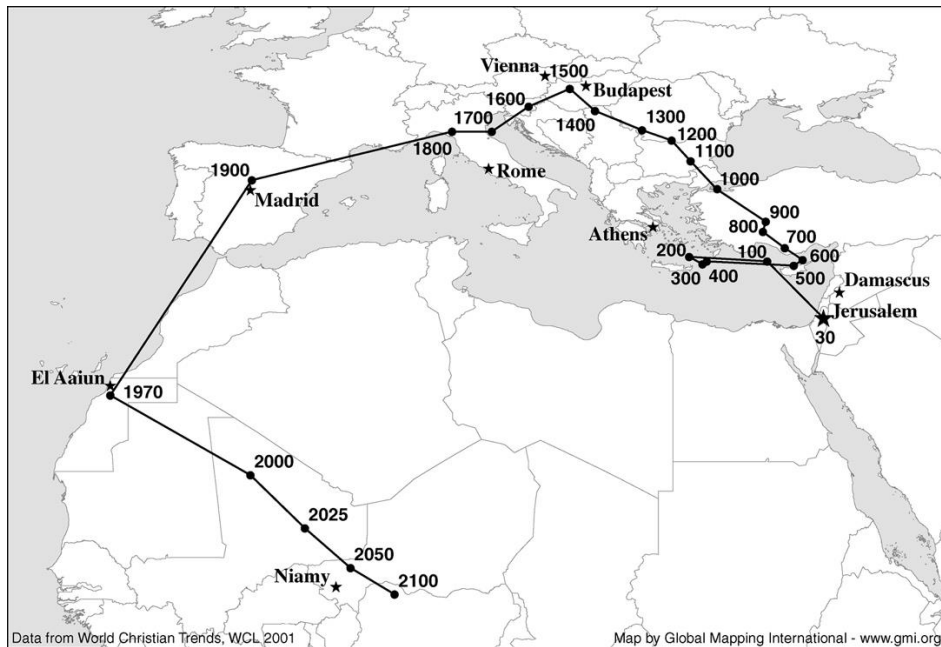 Vienna
1500
Budapest
1600
1700
1400
1300
1800
1200
1100
1900
Rome
1000
Madrid
900
800
Athens
700
200
100
600
300
400
500
Damascus
Jerusalem
30
El Aaiun
1970
2000
2025
2050
Niamy
2100
Data from World Christian Trends, WCL 2001
Map by Global Mapping International - www.gmi.org